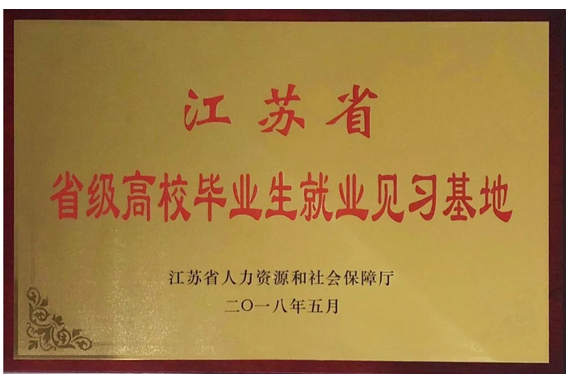 江苏省
省级高校毕业生就业见习基地
江苏省人力资源和社会保障厅
二〇一八年五月